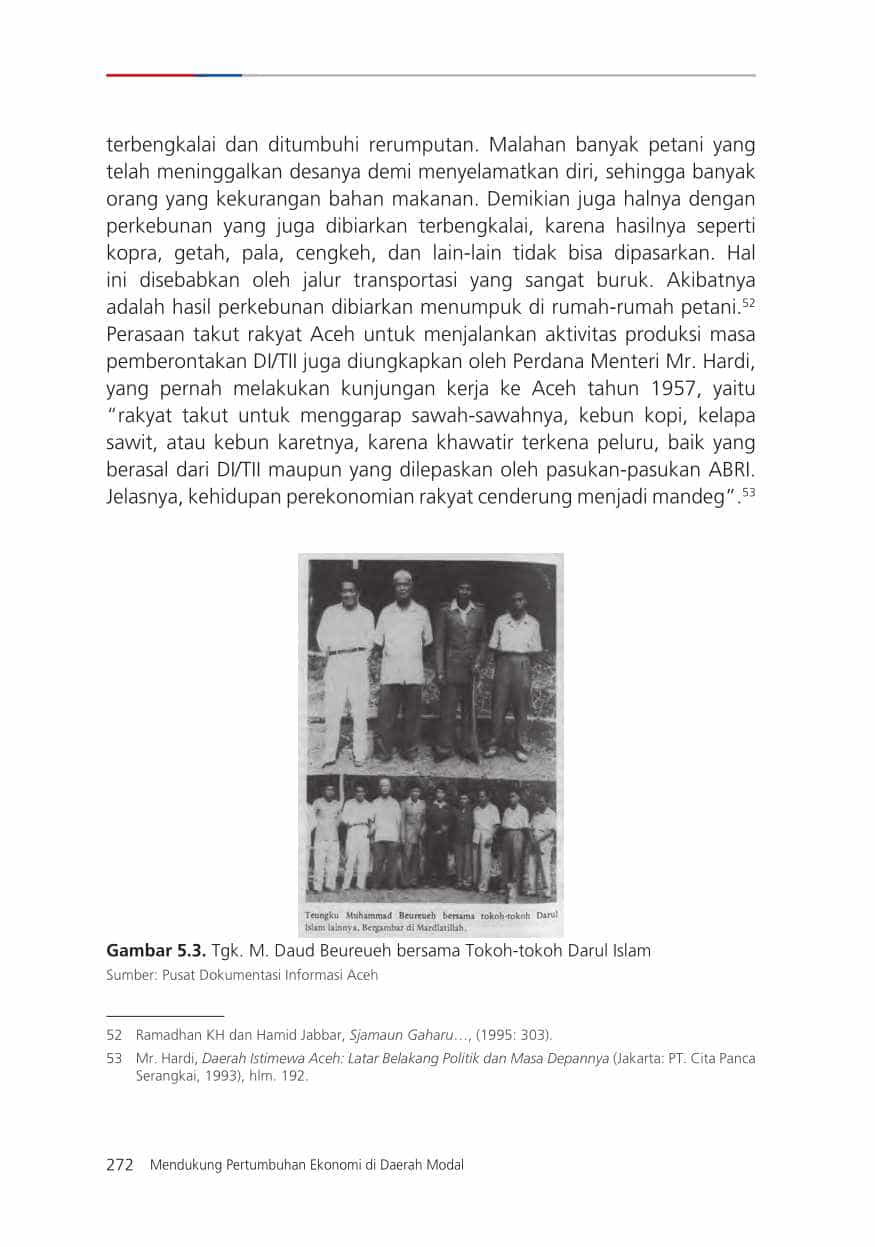 terbengkalai dan ditumbuhi rerumputan. Malahan banyak petani yang
telah meninggalkan desanya demi menyelamatkan diri, sehingga banyak
orang yang kekurangan bahan makanan. Demikian juga halnya dengan
perkebunan yang juga dibiarkan terbengkalai, karena hasilnya seperti
kopra, getah, pala, cengkeh, dan lain-lain tidak bisa dipasarkan. Hal
ini disebabkan oleh jalur transportasi yang sangat buruk. Akibatnya
adalah hasil perkebunan dibiarkan menumpuk di rumah-rumah petani.52
Perasaan takut rakyat Aceh untuk menjalankan aktivitas produksi masa
pemberontakan DI/TII juga diungkapkan oleh Perdana Menteri Mr. Hardi,
yang pernah melakukan kunjungan kerja ke Aceh tahun 1957, yaitu
“rakyat takut untuk menggarap sawah-sawahnya, kebun kopi, kelapa
sawit, atau kebun karetnya, karena khawatir terkena peluru, baik yang
berasal dari DI/TII maupun yang dilepaskan oleh pasukan-pasukan ABRI.
Jelasnya, kehidupan perekonomian rakyat cenderung menjadi mandeg”.53
Teungku Muhammad Beureueh bersama tokoh-tokoh Darul
Islam lainnya, Bergambar di Mardlatillah.
Gambar 5.3. Tgk. M. Daud Beureueh bersama Tokoh-tokoh Darul Islam
Sumber: Pusat Dokumentasi Informasi Aceh
52 Ramadhan KH dan Hamid Jabbar, Sjamaun Gaharu…, (1995: 303).
53 Mr. Hardi, Daerah Istimewa Aceh: Latar Belakang Politik dan Masa Depannya (Jakarta: PT. Cita Panca
Serangkai, 1993), hlm. 192.
272 Mendukung Pertumbuhan Ekonomi di Daerah Modal